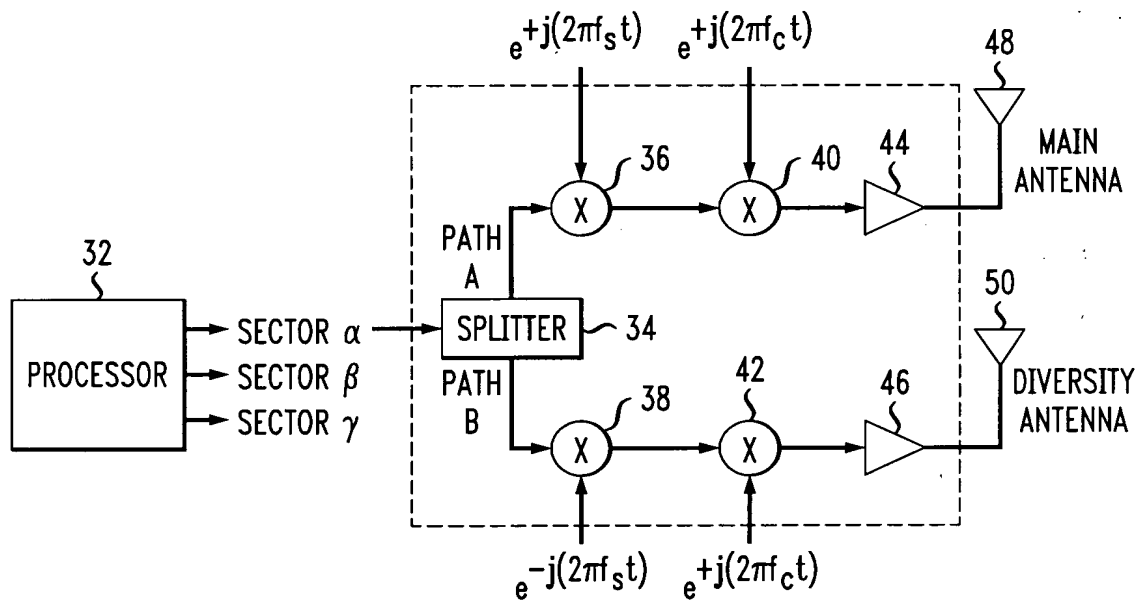 e+j(2πfst)
e+j(2πfct)
48
MAIN
ANTENNA
36
40
44
PATH
A
32
PROCESSOR
SECTOR α
SECTOR β
SECTOR γ
SPLITTER
34
PATH
B
X
X
38
42
46
X
X
50
DIVERSITY
ANTENNA
e-j(2πfst)
e+j(2πfct)